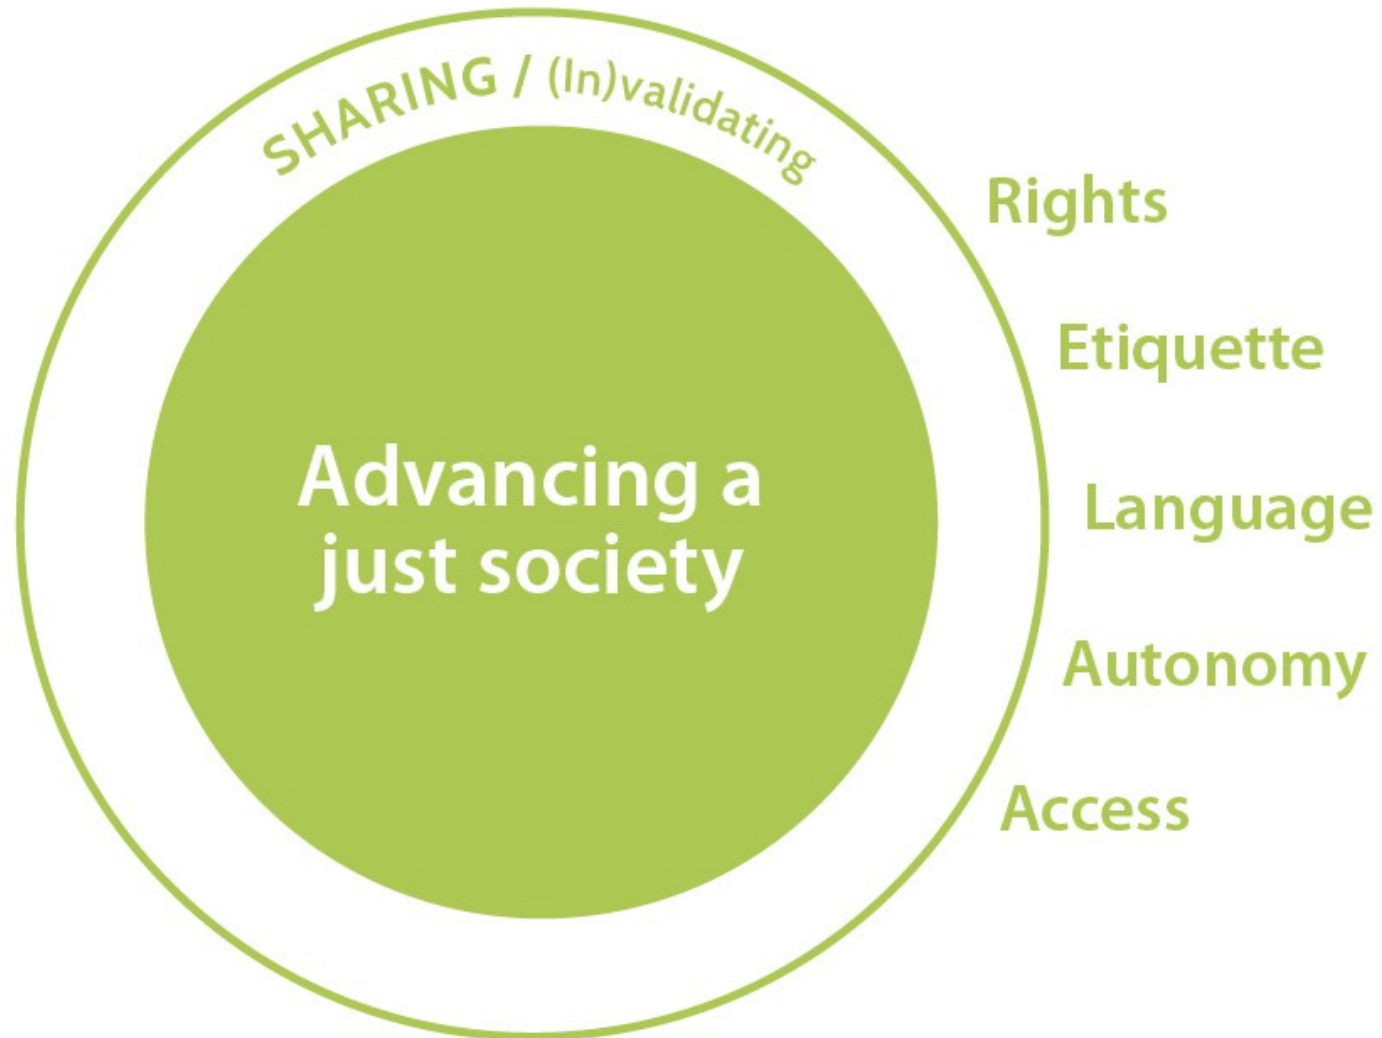 SHARING / (In)validating
Rights
Etiquette
Advancing a
just society
Language
Autonomy
Access